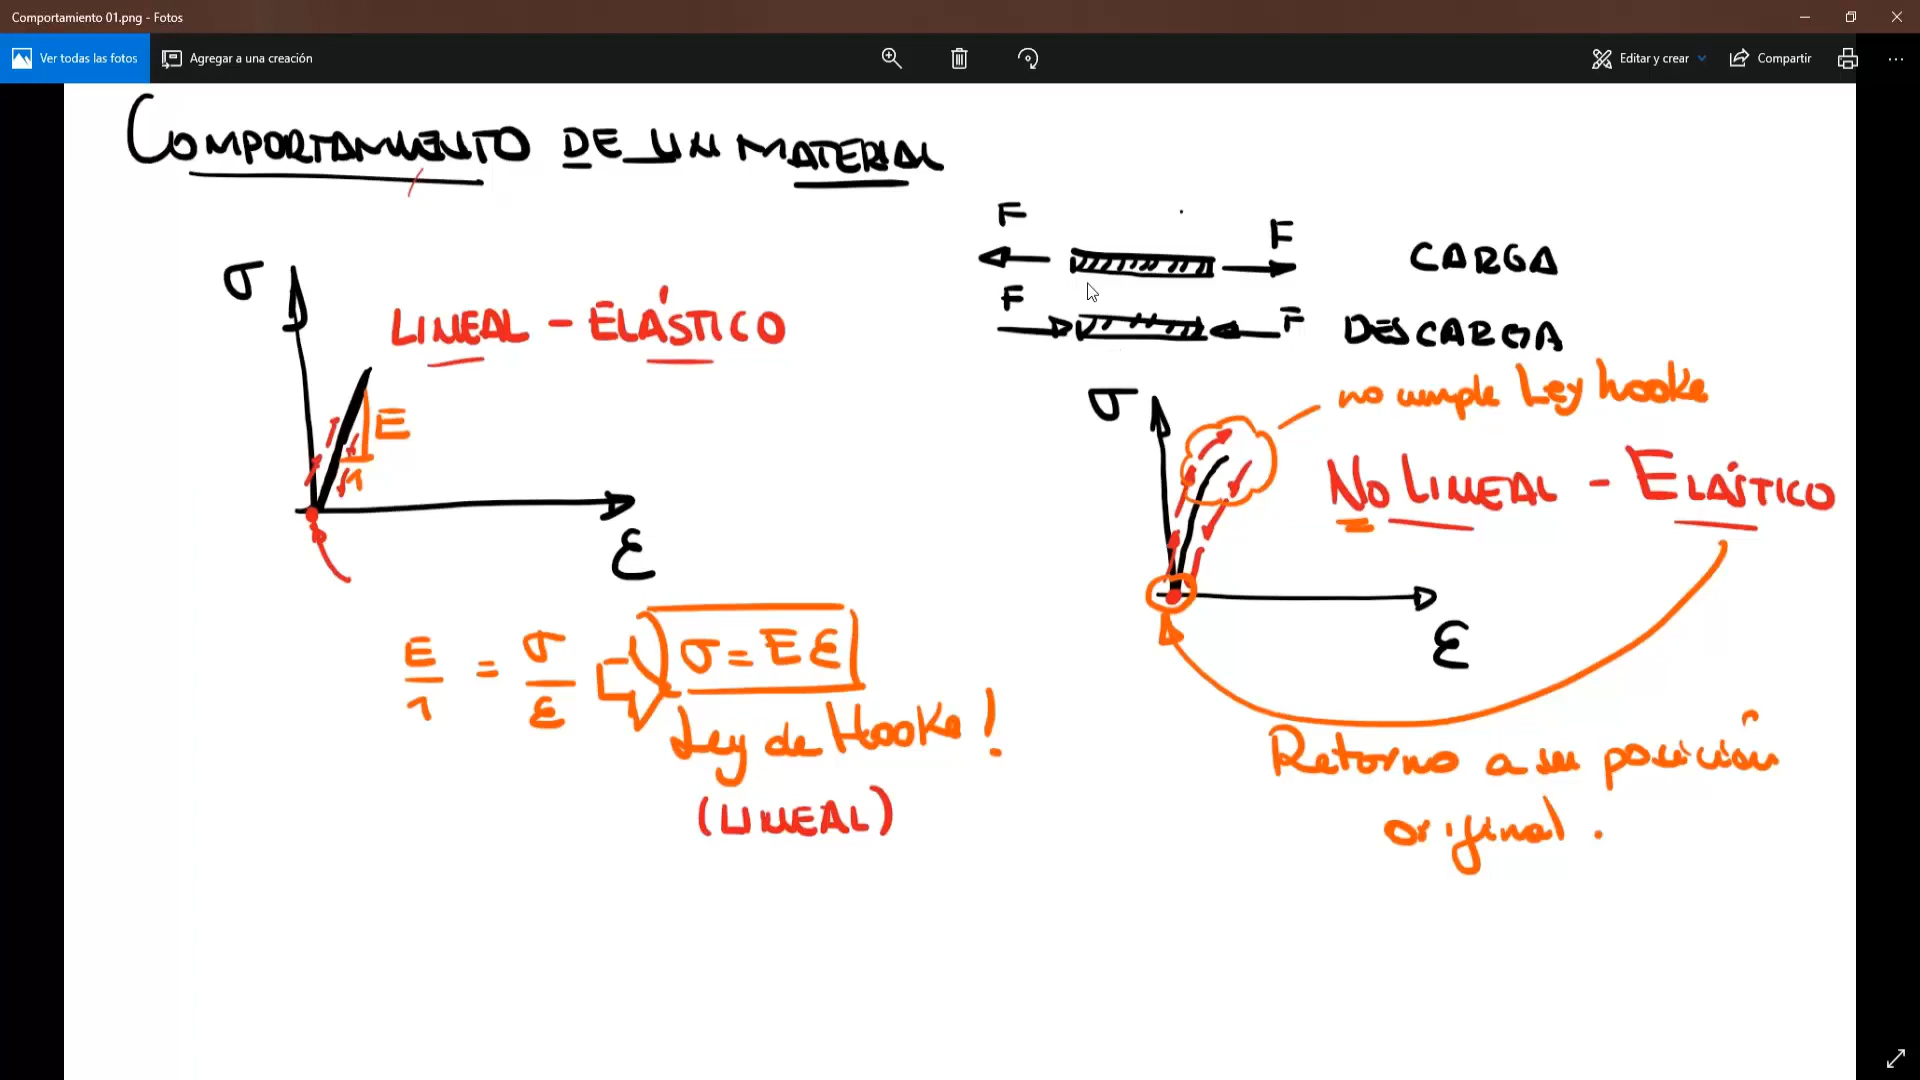 Comportamiento 01.png - Fotos
Ver todas las fotos
Agregar a una creación
Editar y crear
Compartir
COMPORTAMIENTO DE UN MATERIAL
F
F
CARGA
F
F
DESCARGA
σ
LINEAL - ELÁSTICO
E
1
ε
σ
no cumple Ley hooke
NO LINEAL - ELÁSTICO
ε
E/1 = σ/ε
σ = E ε
Ley de Hooke!
(LINEAL)
Retorno a su posición
original.